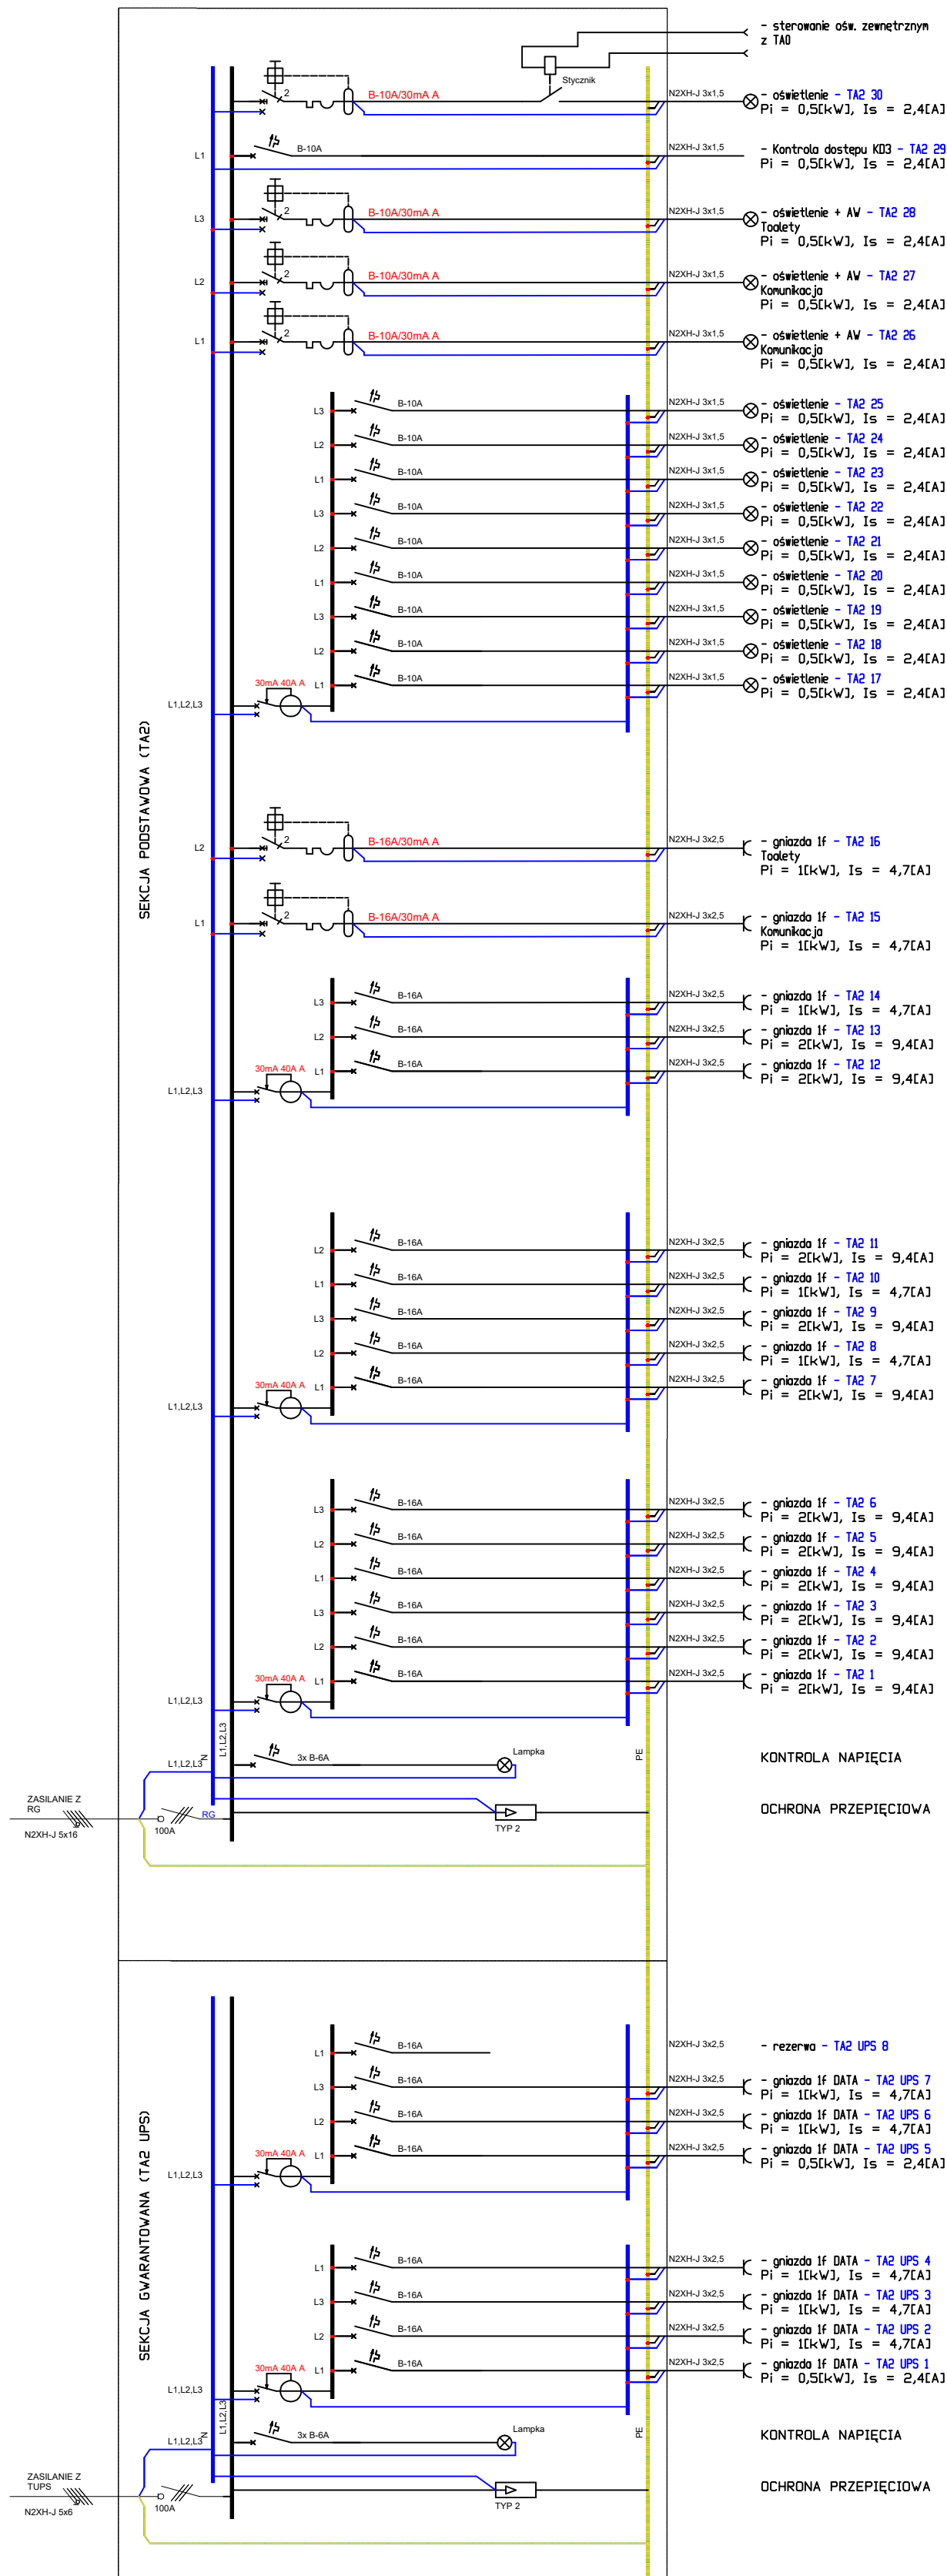 - sterowanie ośw. zewnętrznym
z TA0
Stycznik
2
B-10A/30mA A
N2XH-J 3x1,5
- oświetlenie - TA2 30
Pi = 0,5[kW], Is = 2,4[A]
L1
B-10A
N2XH-J 3x1,5
- Kontrola dostępu KD3 - TA2 29
Pi = 0,5[kW], Is = 2,4[A]
L3
2
B-10A/30mA A
N2XH-J 3x1,5
- oświetlenie + AW - TA2 28
Toalety
Pi = 0,5[kW], Is = 2,4[A]
L2
2
B-10A/30mA A
N2XH-J 3x1,5
- oświetlenie + AW - TA2 27
Komunikacja
Pi = 0,5[kW], Is = 2,4[A]
L1
2
B-10A/30mA A
N2XH-J 3x1,5
- oświetlenie + AW - TA2 26
Komunikacja
Pi = 0,5[kW], Is = 2,4[A]
L3
B-10A
N2XH-J 3x1,5
- oświetlenie - TA2 25
Pi = 0,5[kW], Is = 2,4[A]
L2
B-10A
N2XH-J 3x1,5
- oświetlenie - TA2 24
Pi = 0,5[kW], Is = 2,4[A]
L1
B-10A
N2XH-J 3x1,5
- oświetlenie - TA2 23
Pi = 0,5[kW], Is = 2,4[A]
L3
B-10A
N2XH-J 3x1,5
- oświetlenie - TA2 22
Pi = 0,5[kW], Is = 2,4[A]
L2
B-10A
N2XH-J 3x1,5
- oświetlenie - TA2 21
Pi = 0,5[kW], Is = 2,4[A]
L1
B-10A
N2XH-J 3x1,5
- oświetlenie - TA2 20
Pi = 0,5[kW], Is = 2,4[A]
L3
B-10A
N2XH-J 3x1,5
- oświetlenie - TA2 19
Pi = 0,5[kW], Is = 2,4[A]
L2
B-10A
N2XH-J 3x1,5
- oświetlenie - TA2 18
Pi = 0,5[kW], Is = 2,4[A]
L1
B-10A
N2XH-J 3x1,5
- oświetlenie - TA2 17
Pi = 0,5[kW], Is = 2,4[A]
30mA 40A A
L1,L2,L3
SEKCJA PODSTAWOWA (TA2)
L2
2
B-16A/30mA A
N2XH-J 3x2,5
- gniazda 1f - TA2 16
Toalety
Pi = 1[kW], Is = 4,7[A]
L1
2
B-16A/30mA A
N2XH-J 3x2,5
- gniazda 1f - TA2 15
Komunikacja
Pi = 1[kW], Is = 4,7[A]
L3
B-16A
N2XH-J 3x2,5
- gniazda 1f - TA2 14
Pi = 1[kW], Is = 4,7[A]
L2
B-16A
N2XH-J 3x2,5
- gniazda 1f - TA2 13
Pi = 2[kW], Is = 9,4[A]
L1
B-16A
N2XH-J 3x2,5
- gniazda 1f - TA2 12
Pi = 2[kW], Is = 9,4[A]
30mA 40A A
L1,L2,L3
L2
B-16A
N2XH-J 3x2,5
- gniazda 1f - TA2 11
Pi = 2[kW], Is = 9,4[A]
L1
B-16A
N2XH-J 3x2,5
- gniazda 1f - TA2 10
Pi = 1[kW], Is = 4,7[A]
L3
B-16A
N2XH-J 3x2,5
- gniazda 1f - TA2 9
Pi = 2[kW], Is = 9,4[A]
L2
B-16A
N2XH-J 3x2,5
- gniazda 1f - TA2 8
Pi = 1[kW], Is = 4,7[A]
L1
B-16A
N2XH-J 3x2,5
- gniazda 1f - TA2 7
Pi = 2[kW], Is = 9,4[A]
30mA 40A A
L1,L2,L3
L3
B-16A
N2XH-J 3x2,5
- gniazda 1f - TA2 6
Pi = 2[kW], Is = 9,4[A]
L2
B-16A
N2XH-J 3x2,5
- gniazda 1f - TA2 5
Pi = 2[kW], Is = 9,4[A]
L1
B-16A
N2XH-J 3x2,5
- gniazda 1f - TA2 4
Pi = 2[kW], Is = 9,4[A]
L3
B-16A
N2XH-J 3x2,5
- gniazda 1f - TA2 3
Pi = 2[kW], Is = 9,4[A]
L2
B-16A
N2XH-J 3x2,5
- gniazda 1f - TA2 2
Pi = 2[kW], Is = 9,4[A]
L1
B-16A
N2XH-J 3x2,5
- gniazda 1f - TA2 1
Pi = 2[kW], Is = 9,4[A]
30mA 40A A
L1,L2,L3
L1,L2,L3
N
L1,L2,L3
3x B-6A
Lampka
PE
KONTROLA NAPIĘCIA
ZASILANIE Z
RG
N2XH-J 5x16
100A
RG
TYP 2
OCHRONA PRZEPIĘCIOWA
SEKCJA GWARANTOWANA (TA2 UPS)
L1
B-16A
N2XH-J 3x2,5
- rezerwa - TA2 UPS 8
L3
B-16A
N2XH-J 3x2,5
- gniazda 1f DATA - TA2 UPS 7
Pi = 1[kW], Is = 4,7[A]
L2
B-16A
N2XH-J 3x2,5
- gniazda 1f DATA - TA2 UPS 6
Pi = 1[kW], Is = 4,7[A]
L1
B-16A
N2XH-J 3x2,5
- gniazda 1f DATA - TA2 UPS 5
Pi = 0,5[kW], Is = 2,4[A]
30mA 40A A
L1,L2,L3
L1
B-16A
N2XH-J 3x2,5
- gniazda 1f DATA - TA2 UPS 4
Pi = 1[kW], Is = 4,7[A]
L3
B-16A
N2XH-J 3x2,5
- gniazda 1f DATA - TA2 UPS 3
Pi = 1[kW], Is = 4,7[A]
L2
B-16A
N2XH-J 3x2,5
- gniazda 1f DATA - TA2 UPS 2
Pi = 1[kW], Is = 4,7[A]
L1
B-16A
N2XH-J 3x2,5
- gniazda 1f DATA - TA2 UPS 1
Pi = 0,5[kW], Is = 2,4[A]
30mA 40A A
L1,L2,L3
L1,L2,L3
N
L1,L2,L3
3x B-6A
Lampka
PE
KONTROLA NAPIĘCIA
ZASILANIE Z
TUPS
N2XH-J 5x6
100A
TYP 2
OCHRONA PRZEPIĘCIOWA